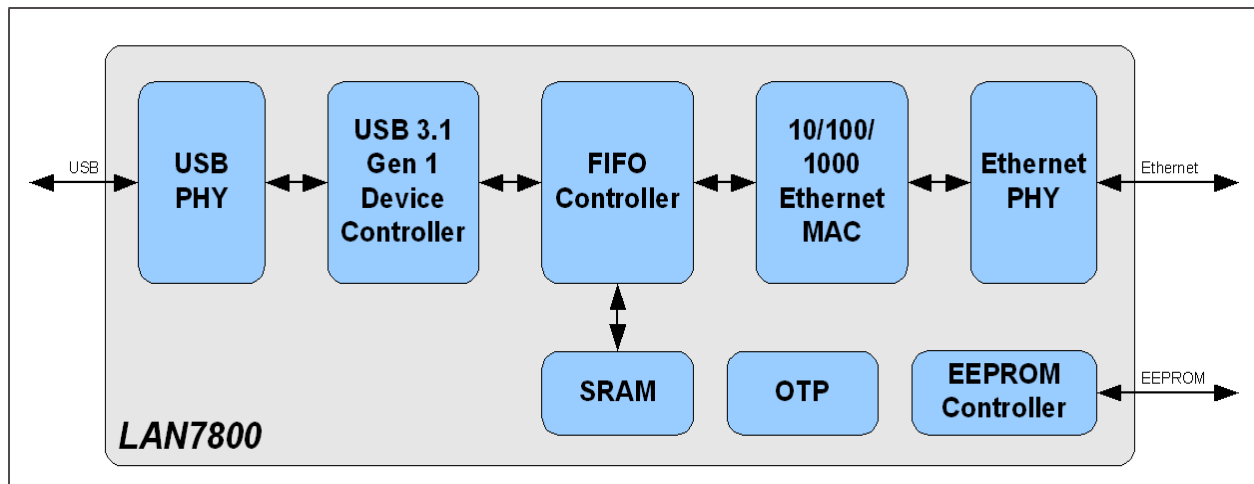 USB
USB
PHY
USB 3.1
Gen 1
Device
Controller
FIFO
Controller
10/100/
1000
Ethernet
MAC
Ethernet
PHY
Ethernet
SRAM
OTP
EEPROM
Controller
EEPROM
LAN7800